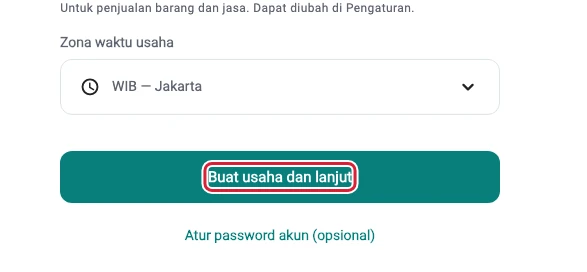 Untuk penjualan barang dan jasa. Dapat diubah di Pengaturan.
Zona waktu usaha
WIB — Jakarta
Buat usaha dan lanjut
Atur password akun (opsional)